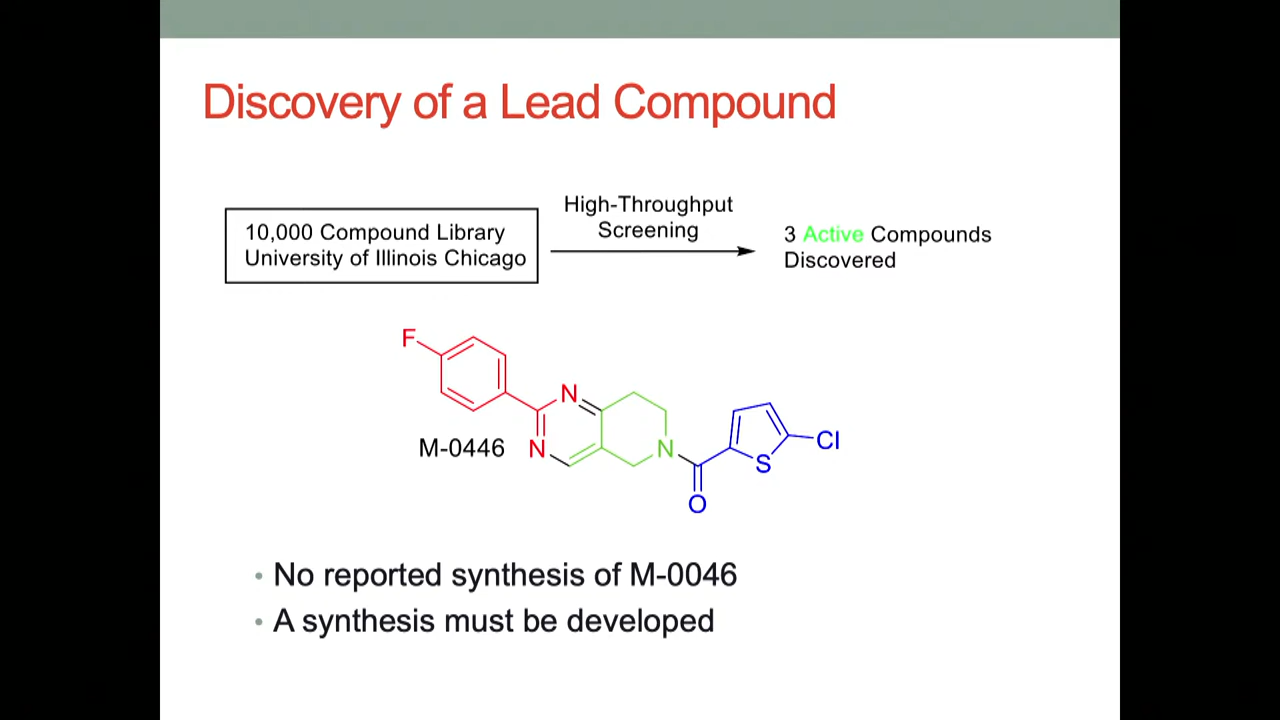 Discovery of a Lead Compound
10,000 Compound Library
University of Illinois Chicago
High-Throughput
Screening
3 Active Compounds
Discovered
F
N
M-0446
N
N
Cl
S
O
• No reported synthesis of M-0046
• A synthesis must be developed